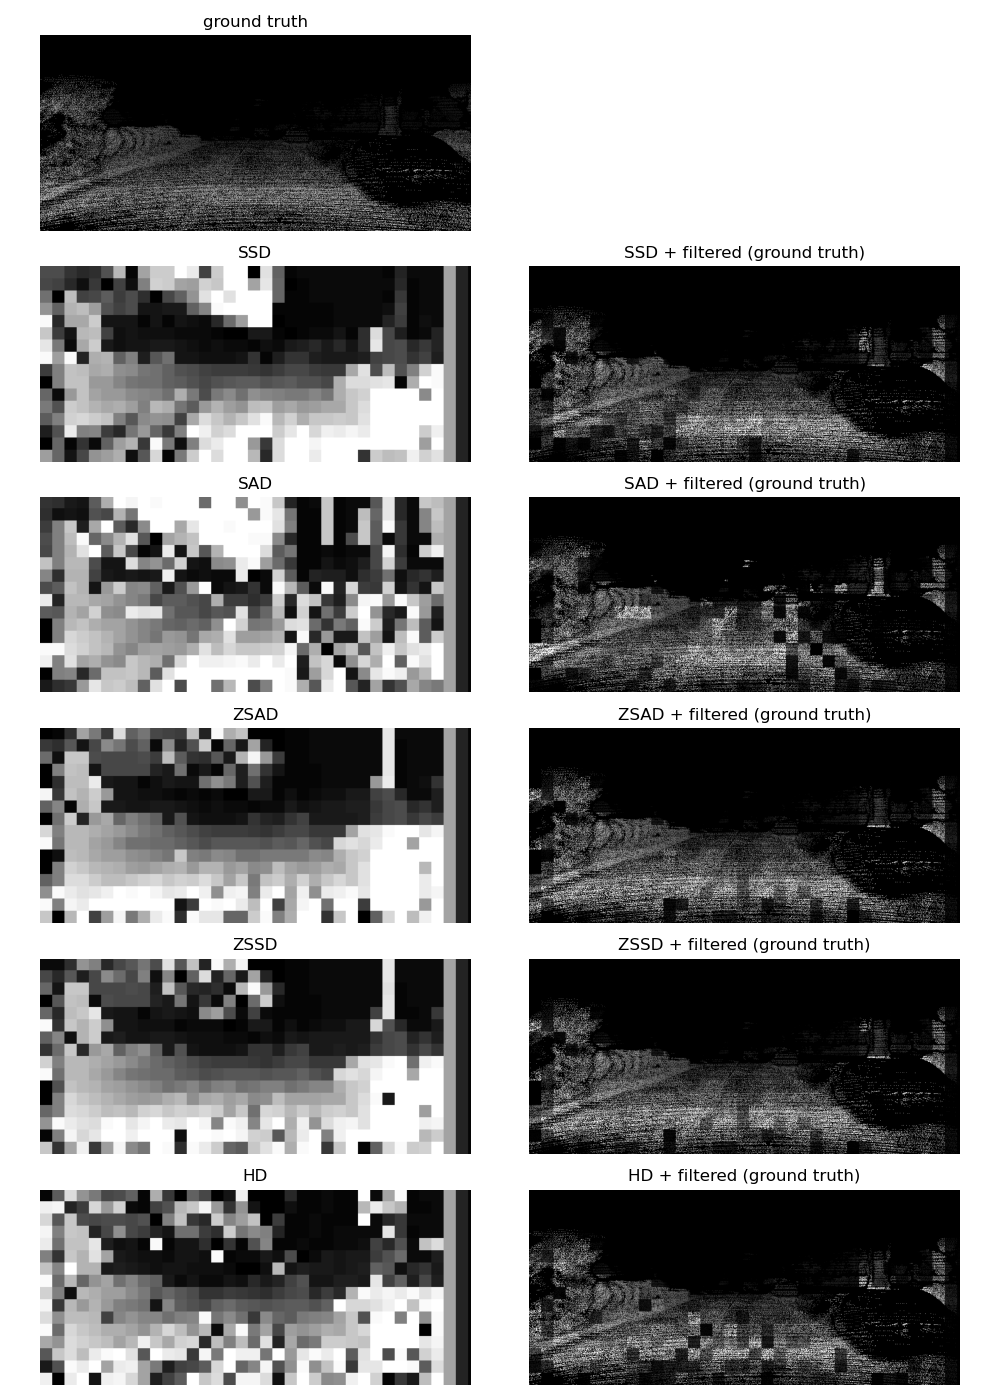 ground truth
SSD
SSD + filtered (ground truth)
SAD
SAD + filtered (ground truth)
ZSAD
ZSAD + filtered (ground truth)
ZSSD
ZSSD + filtered (ground truth)
HD
HD + filtered (ground truth)